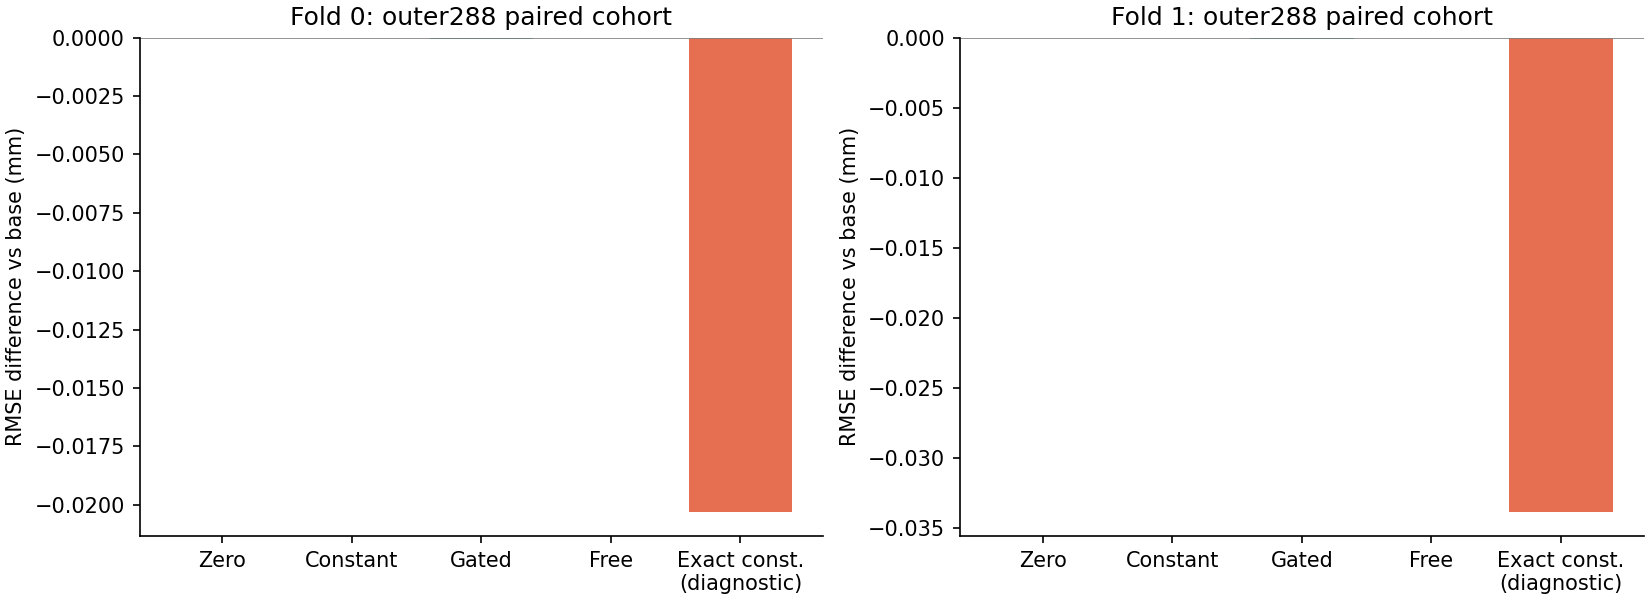 Fold 0: outer288 paired cohort
RMSE difference vs base (mm)
0.0000
−0.0025
−0.0050
−0.0075
−0.0100
−0.0125
−0.0150
−0.0175
−0.0200
Zero
Constant
Gated
Free
Exact const.
(diagnostic)
Fold 1: outer288 paired cohort
RMSE difference vs base (mm)
0.000
−0.005
−0.010
−0.015
−0.020
−0.025
−0.030
−0.035
Zero
Constant
Gated
Free
Exact const.
(diagnostic)